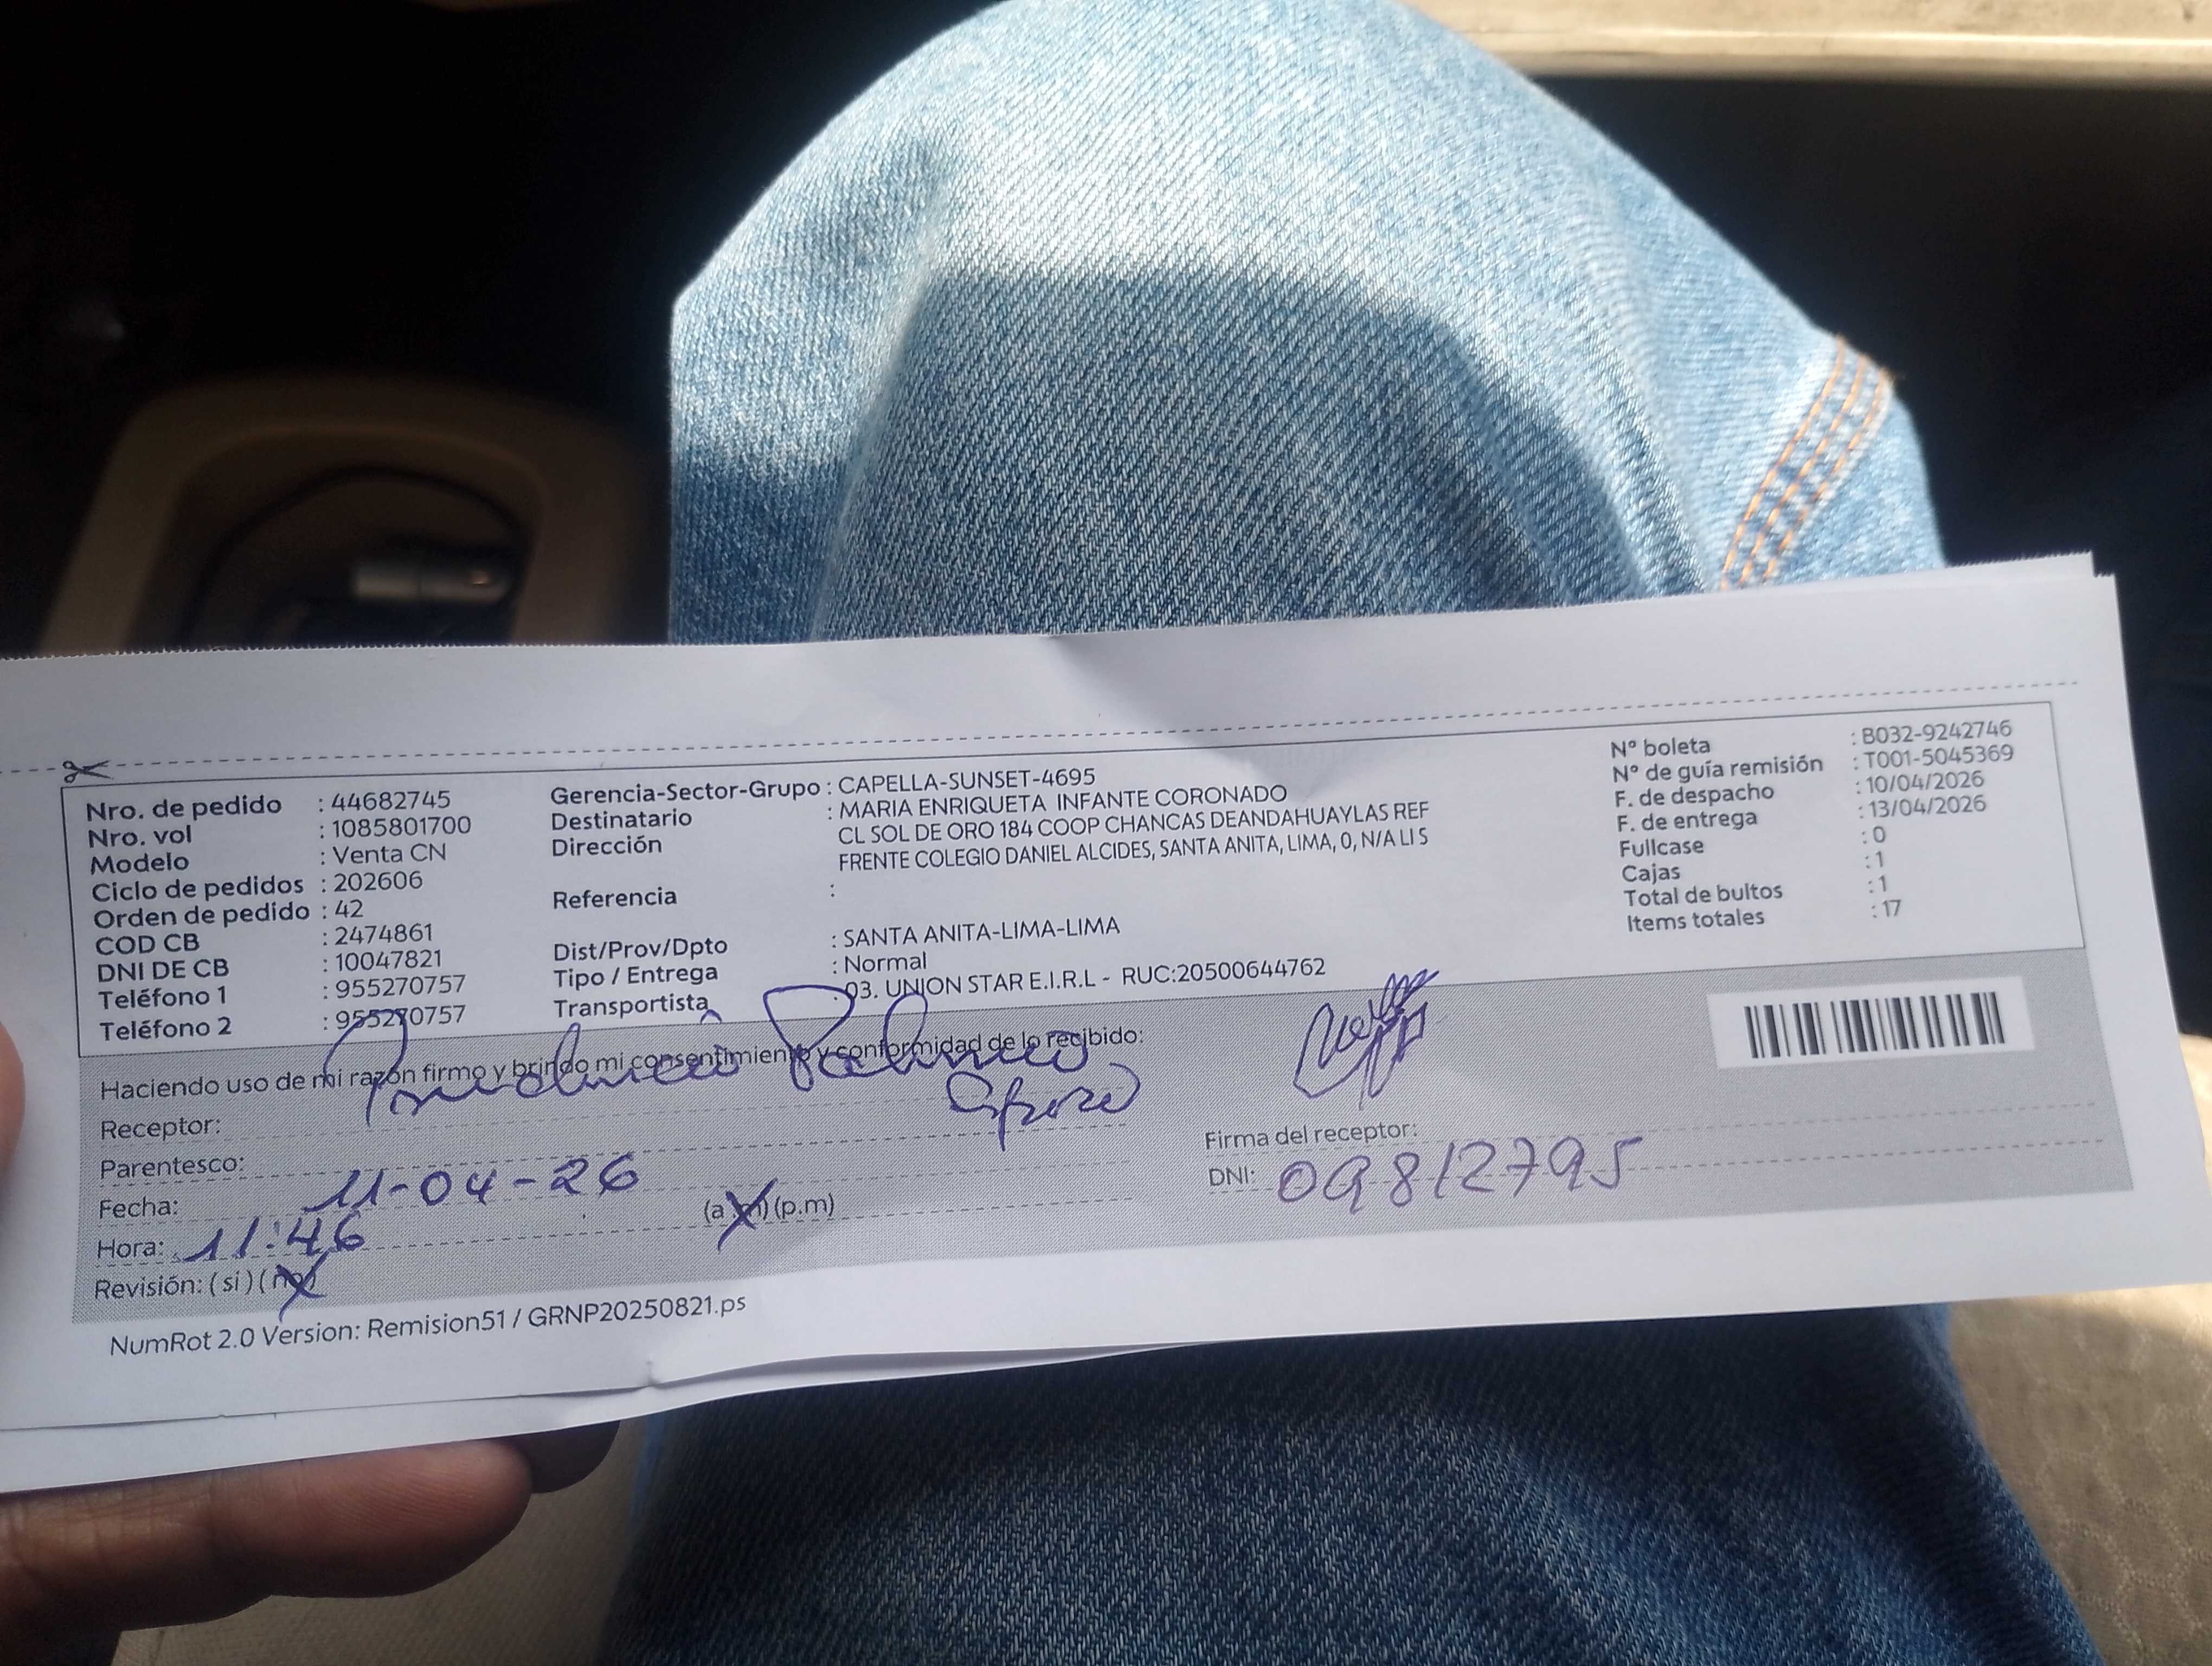 Nro. de pedido : 44682745
Nro. vol : 1085801700
Modelo : Venta CN
Ciclo de pedidos : 202606
Orden de pedido : 42
COD CB : 2474861
DNI DE CB : 10047821
Teléfono 1 : 955270757
Teléfono 2 : 955270757
Gerencia-Sector-Grupo : CAPELLA-SUNSET-4695
Destinatario : MARIA ENRIQUETA INFANTE CORONADO
Dirección CL SOL DE ORO 184 COOP CHANCAS DEANDAHUAYLAS REF
FRENTE COLEGIO DANIEL ALCIDES, SANTA ANITA, LIMA, 0, N/A LI S
Referencia :
Dist/Prov/Dpto : SANTA ANITA-LIMA-LIMA
Tipo / Entrega : Normal
Transportista : 03. UNION STAR E.I.R.L - RUC:20500644762
N° boleta : B032-9242746
N° de guía remisión : T001-5045369
F. de despacho : 10/04/2026
F. de entrega : 13/04/2026
Fullcase : 0
Cajas : 1
Total de bultos : 1
Items totales : 17
Haciendo uso de mi razón firmo y brindo mi consentimiento y conformidad de lo recibido:
Receptor:
Parentesco: Esposo
Fecha: 11-04-26
Hora: 11:46 (a.m) (p.m)
Revisión: ( si ) ( no )
Firma del receptor:
DNI: 09812795
NumRot 2.0 Version: Remision51 / GRNP20250821.ps